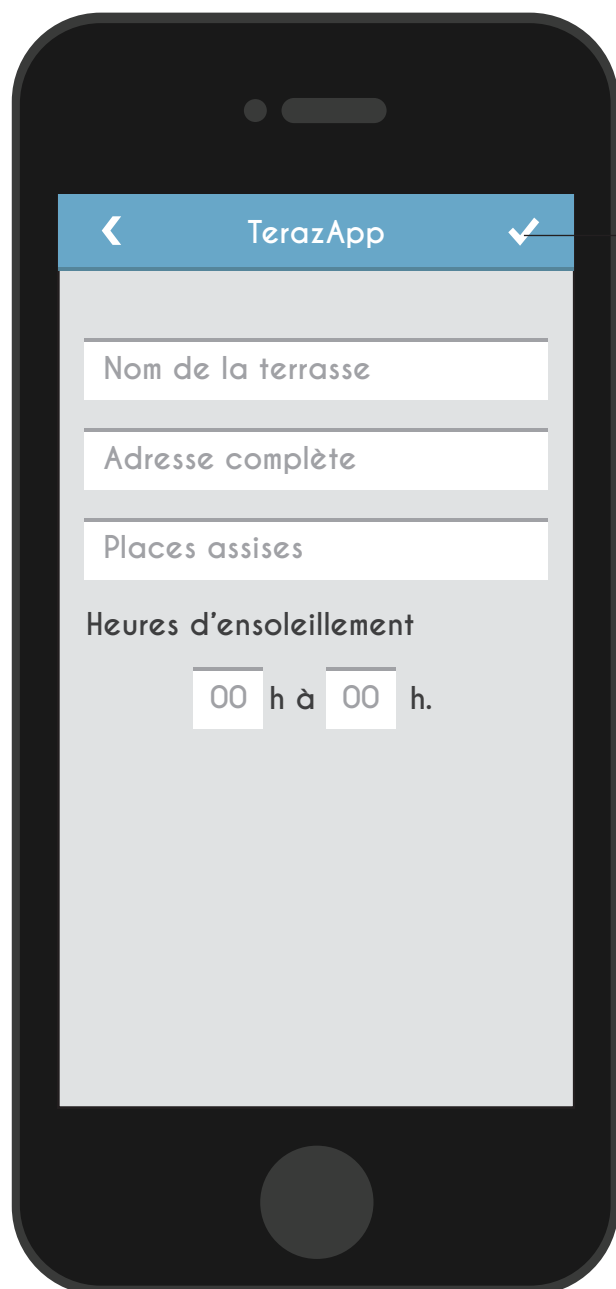 TerazApp
Nom de la terrasse
Adresse complète
Places assises
Heures d'ensoleillement
00 h à 00 h.